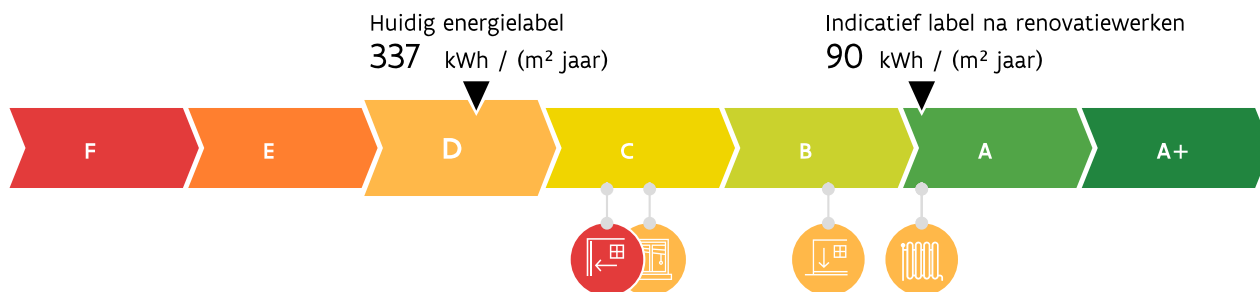 Huidig energielabel
337 kWh / (m² jaar)
Indicatief label na renovatiewerken
90 kWh / (m² jaar)
F E D C B A A+